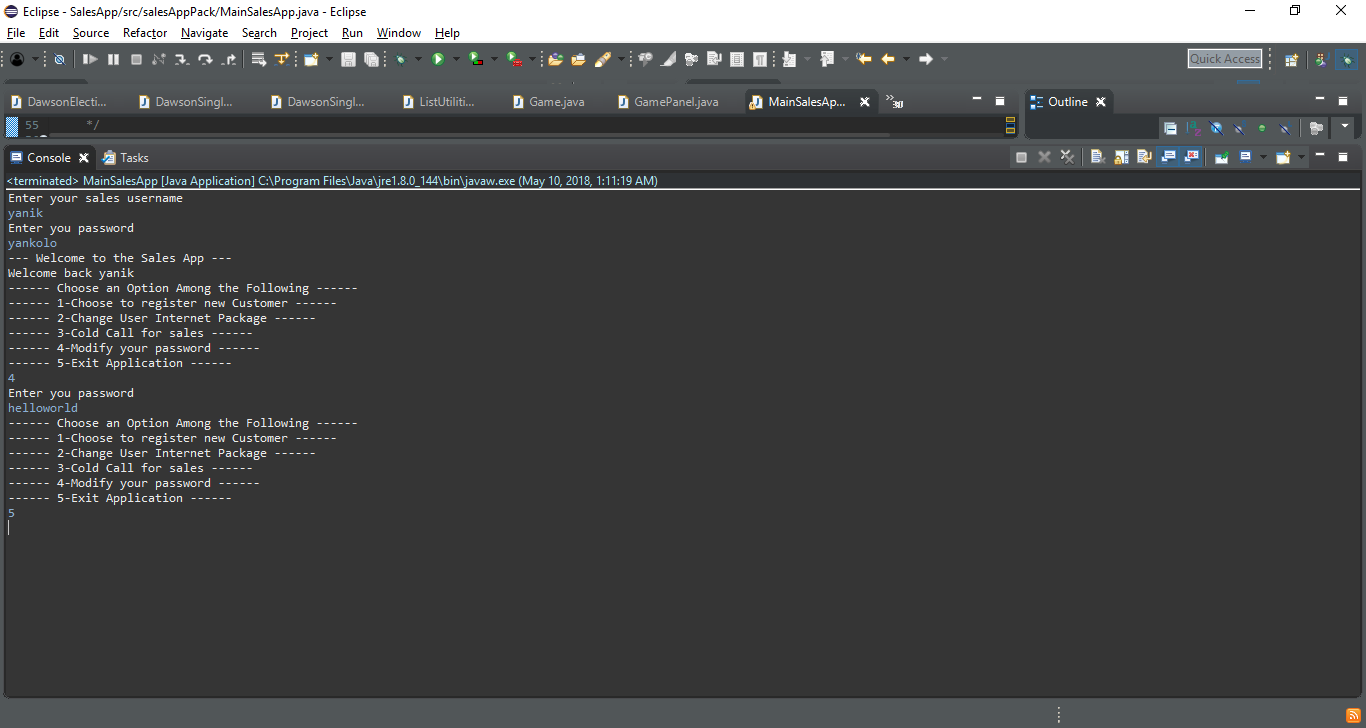 Eclipse - SalesApp/src/salesAppPack/MainSalesApp.java - Eclipse
File Edit Source Refactor Navigate Search Project Run Window Help
Quick Access
DawsonElecti... DawsonSingl... DawsonSingl... ListUtiliti... Game.java GamePanel.java MainSalesAp... Outline
55 */
Console Tasks
<terminated> MainSalesApp [Java Application] C:\Program Files\Java\jre1.8.0_144\bin\javaw.exe (May 10, 2018, 1:11:19 AM)
Enter your sales username
yanik
Enter you password
yankolo
--- Welcome to the Sales App ---
Welcome back yanik
------ Choose an Option Among the Following ------
------ 1-Choose to register new Customer ------
------ 2-Change User Internet Package ------
------ 3-Cold Call for sales ------
------ 4-Modify your password ------
------ 5-Exit Application ------
4
Enter you password
helloworld
------ Choose an Option Among the Following ------
------ 1-Choose to register new Customer ------
------ 2-Change User Internet Package ------
------ 3-Cold Call for sales ------
------ 4-Modify your password ------
------ 5-Exit Application ------
5